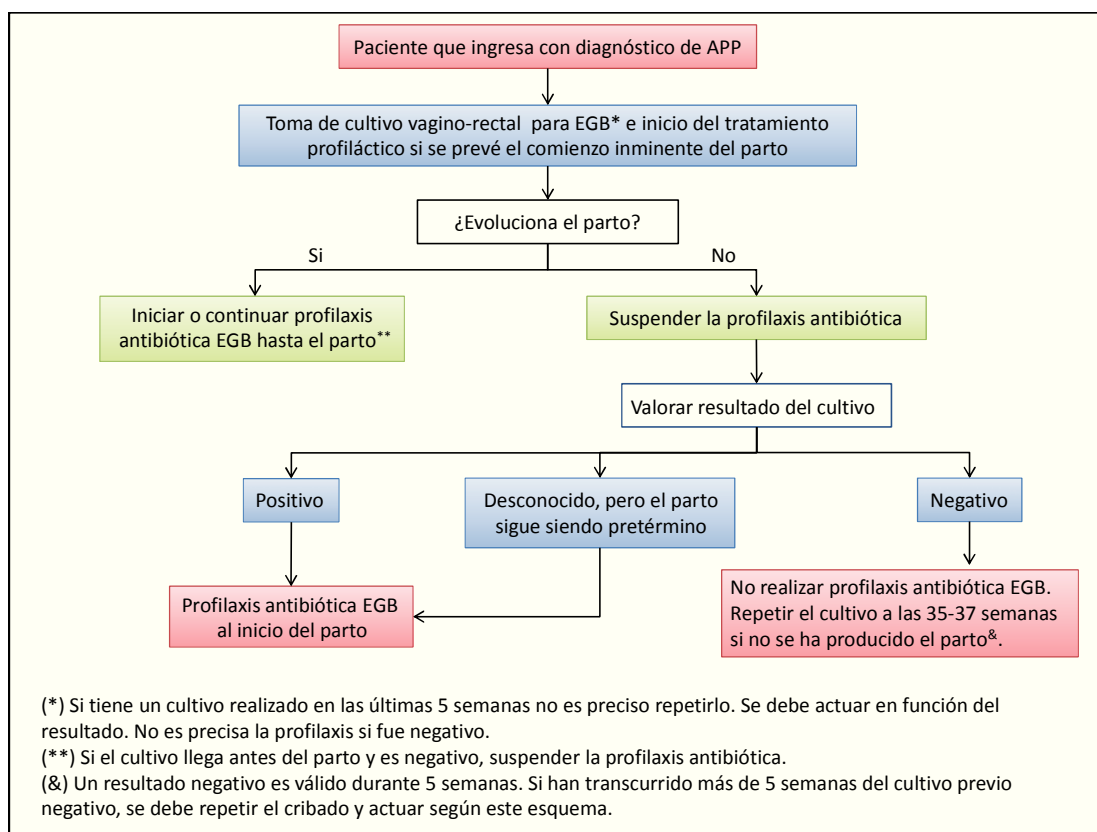 Paciente que ingresa con diagnóstico de APP
Toma de cultivo vagino-rectal para EGB* e inicio del tratamiento
profiláctico si se prevé el comienzo inminente del parto
¿Evoluciona el parto?
Si
No
Iniciar o continuar profilaxis
antibiótica EGB hasta el parto**
Suspender la profilaxis antibiótica
Valorar resultado del cultivo
Positivo
Desconocido, pero el parto
sigue siendo pretérmino
Negativo
Profilaxis antibiótica EGB
al inicio del parto
No realizar profilaxis antibiótica EGB.
Repetir el cultivo a las 35-37 semanas
si no se ha producido el parto&.
(*) Si tiene un cultivo realizado en las últimas 5 semanas no es preciso repetirlo. Se debe actuar en función del
resultado. No es precisa la profilaxis si fue negativo.
(**) Si el cultivo llega antes del parto y es negativo, suspender la profilaxis antibiótica.
(&) Un resultado negativo es válido durante 5 semanas. Si han transcurrido más de 5 semanas del cultivo previo
negativo, se debe repetir el cribado y actuar según este esquema.